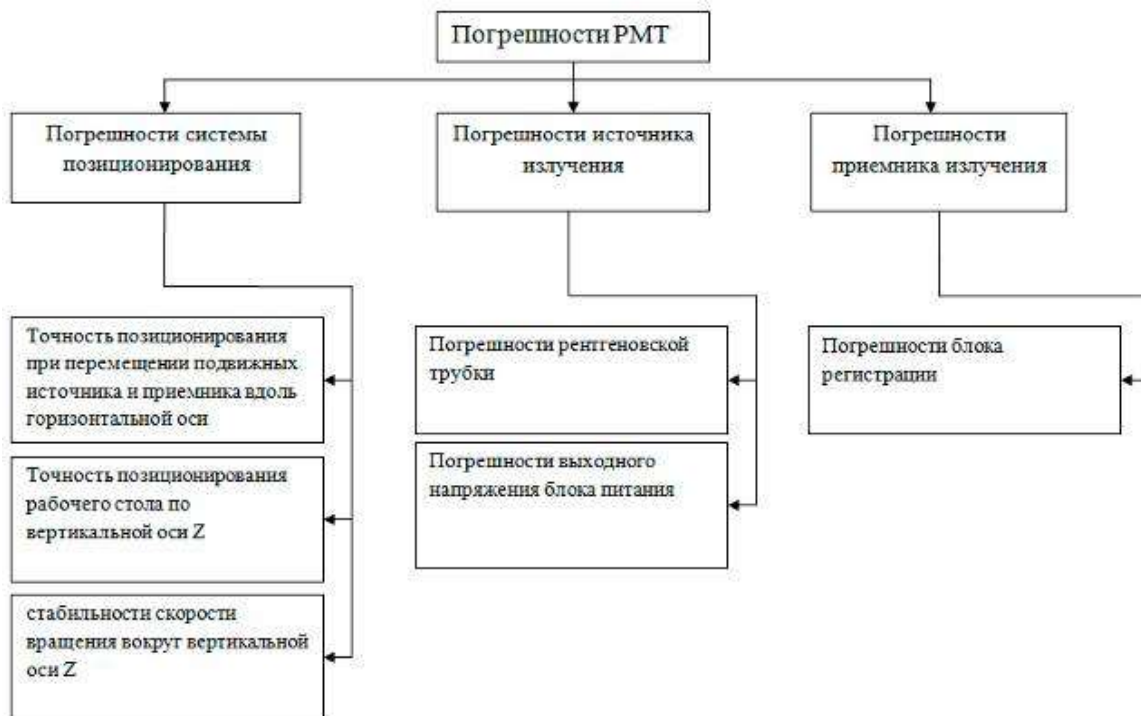 Погрешности РМТ
Погрешности системы
позиционирования
Погрешности источника
излучения
Погрешности
приемника излучения
Точность позиционирования
при перемещении подвижных
источника и приемника вдоль
горизонтальной оси
Точность позиционирования
рабочего стола по
вертикальной оси Z
стабильности скорости
вращения вокруг вертикальной
оси Z
Погрешности рентгеновской
трубки
Погрешности выходного
напряжения блока питания
Погрешности блока
регистрации